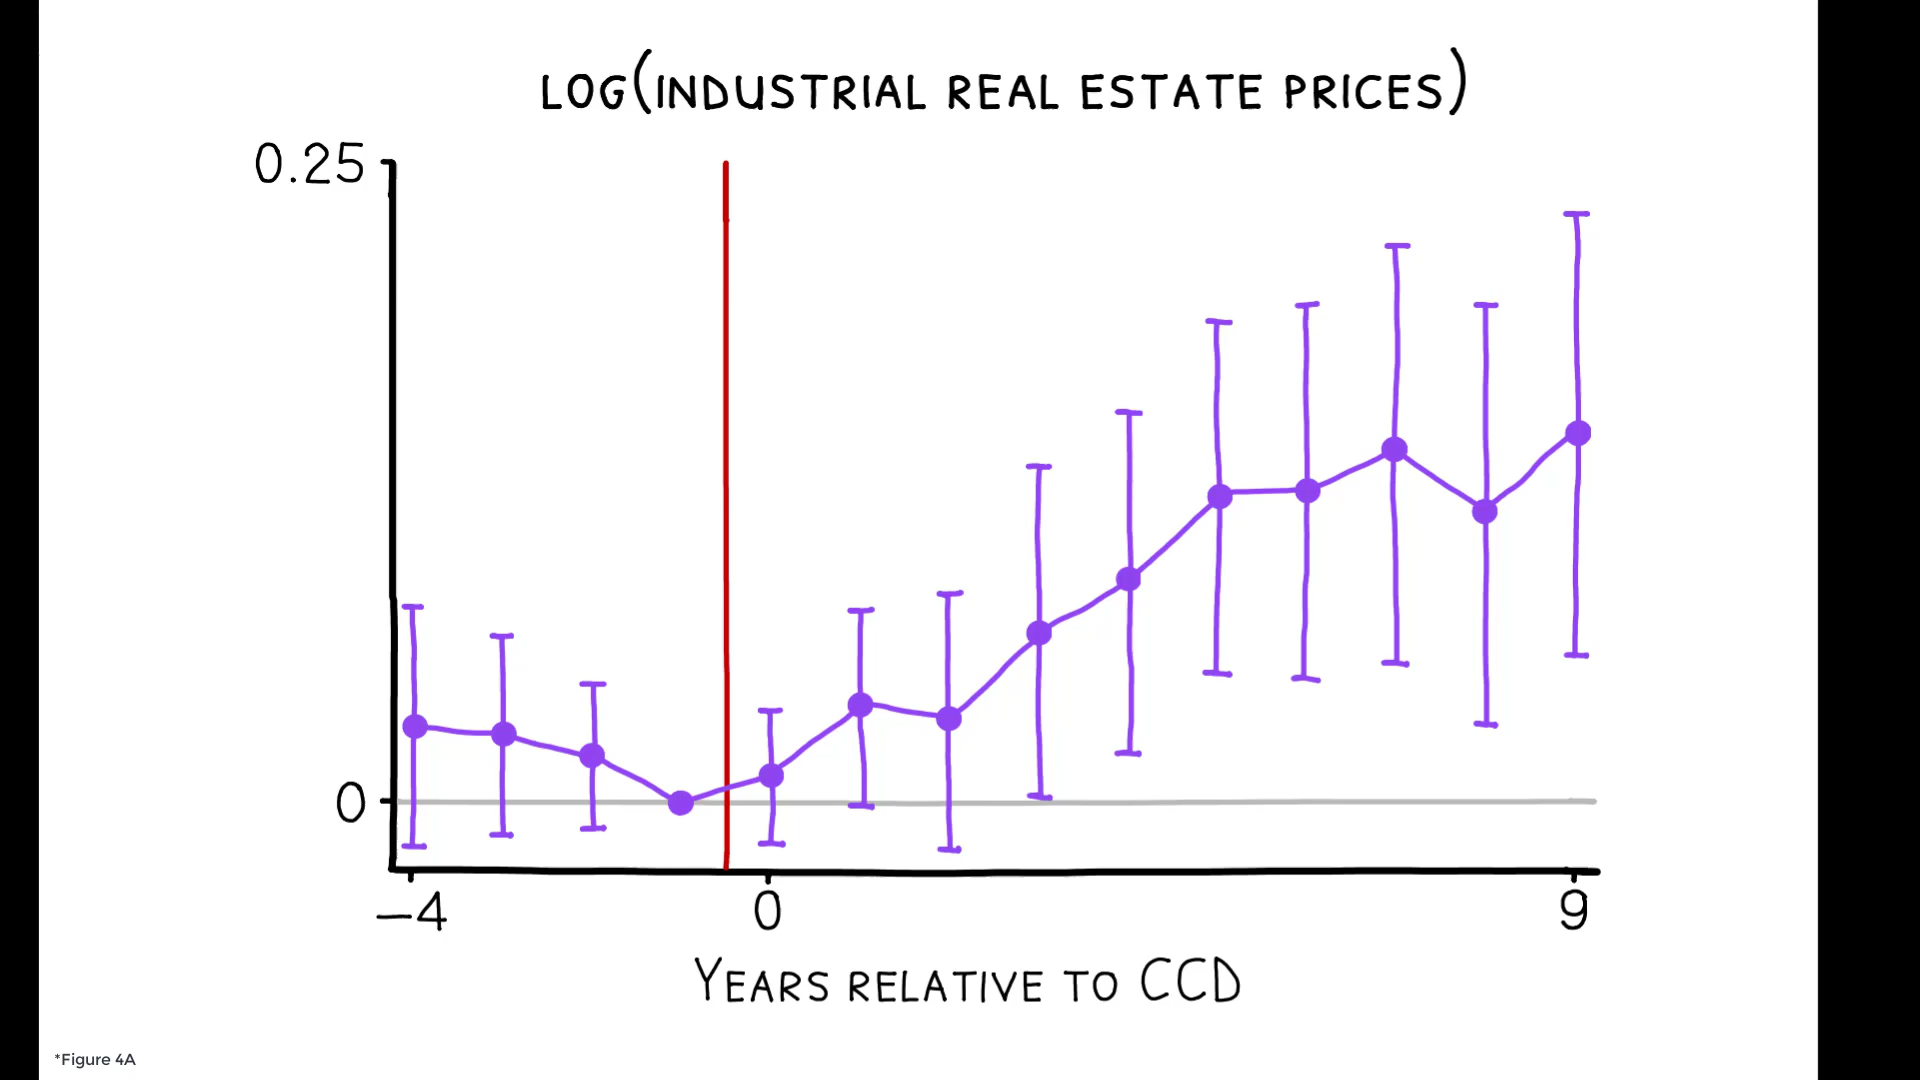 LOG(INDUSTRIAL REAL ESTATE PRICES)
0.25
0
-4 0 9
YEARS RELATIVE TO CCD
*Figure 4A